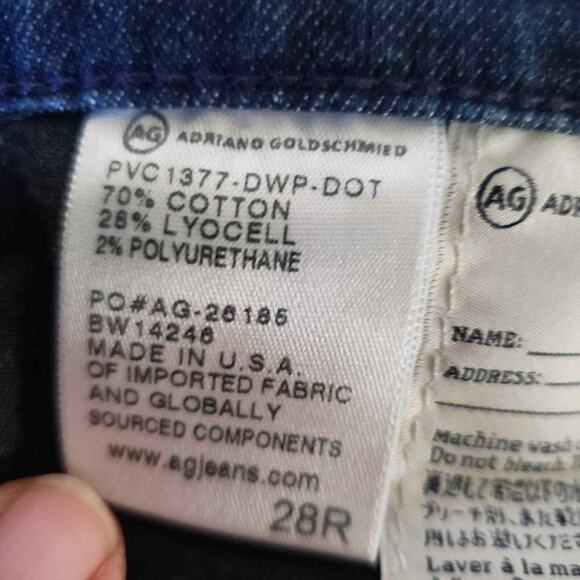 AG ADRIANO GOLDSCHMIED
PVC1377-DWP-DOT
70% COTTON
28% LYOCELL
2% POLYURETHANE
PO#AG-26185
BW14246
MADE IN U.S.A.
OF IMPORTED FABRIC
AND GLOBALLY
SOURCED COMPONENTS
www.agjeans.com
28R
AG
NAME:
ADDRESS:
Machine wash
Do not bleach.
Laver à la